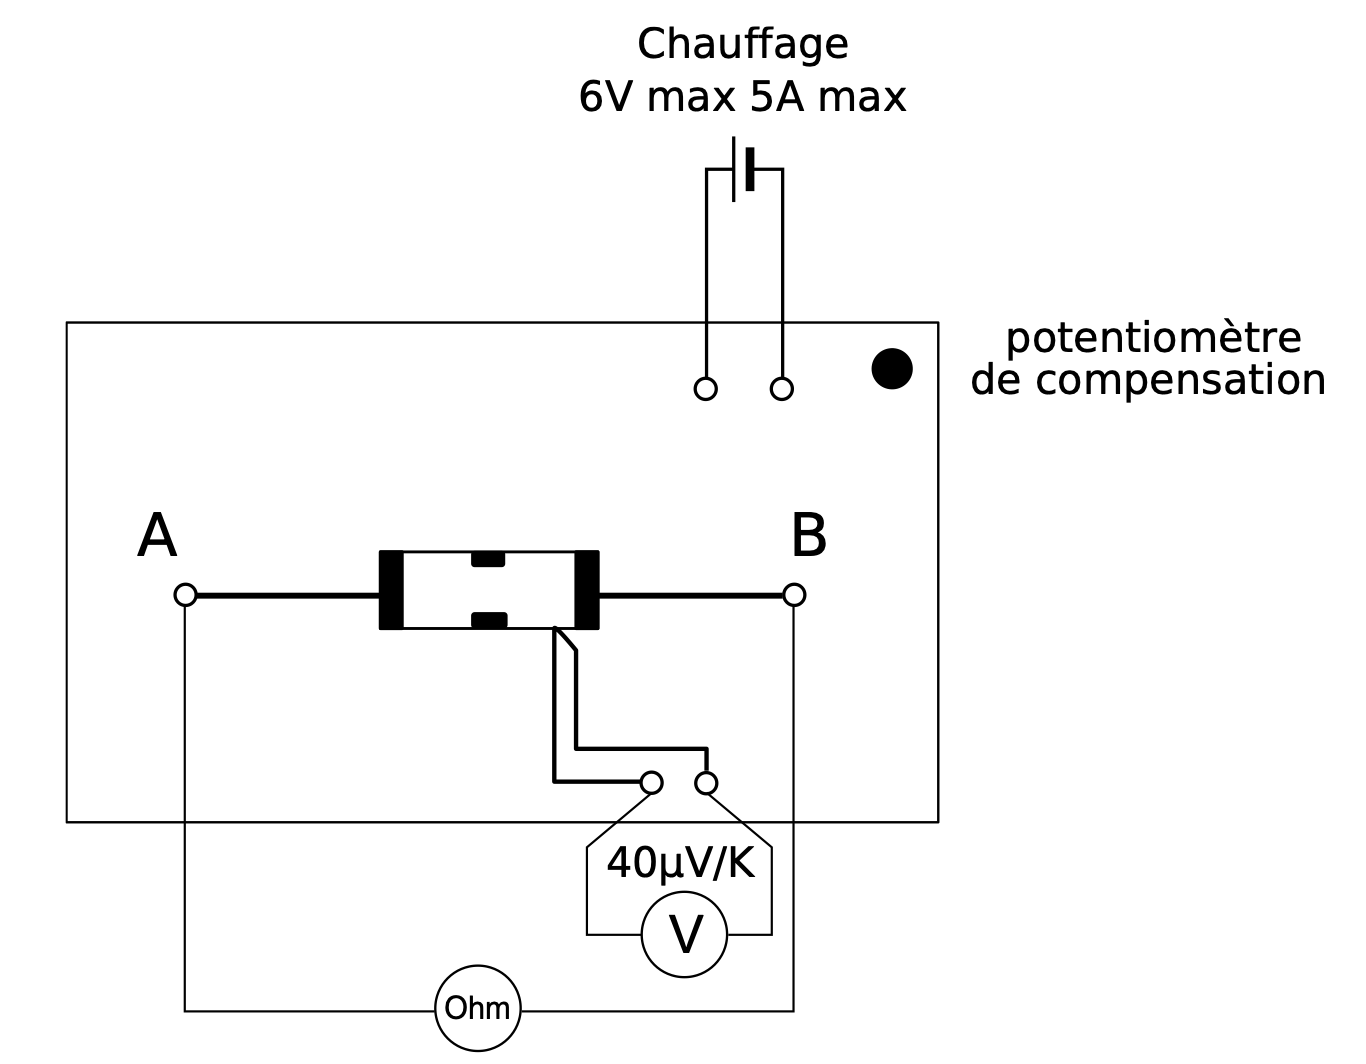 Chauffage
6V max 5A max
potentiomètre
de compensation
A
B
40µV/K
V
Ohm